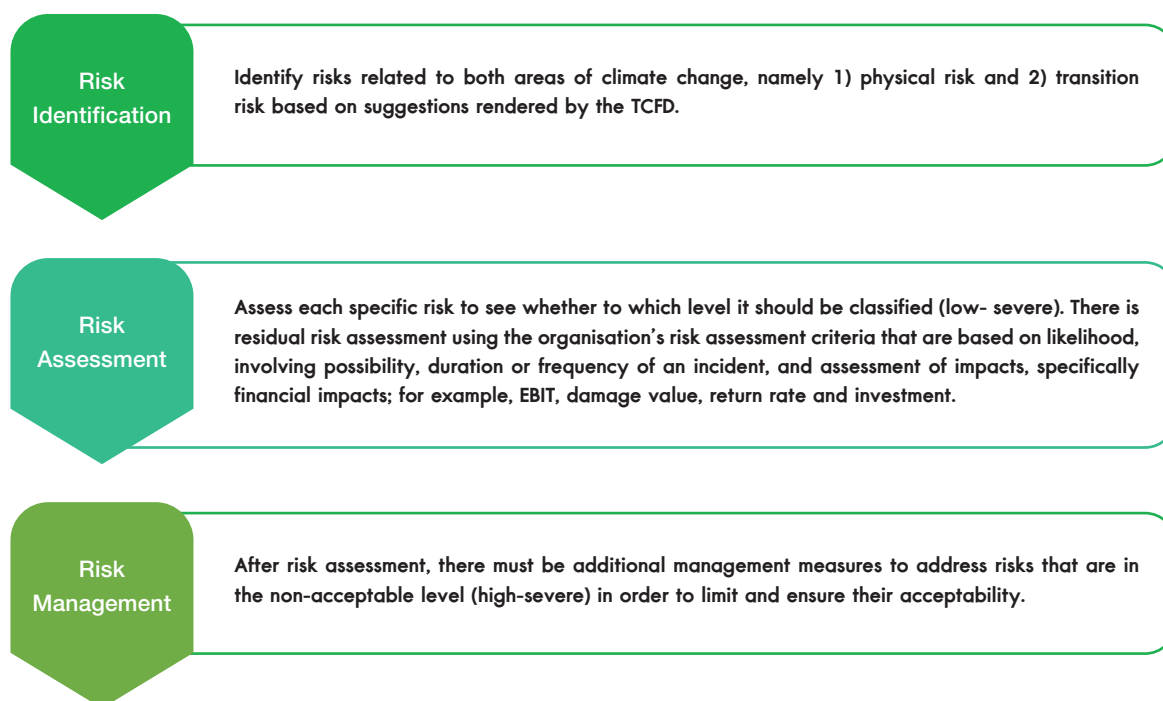 Risk
Identification
Identify risks related to both areas of climate change, namely 1) physical risk and 2) transition
risk based on suggestions rendered by the TCFD.
Risk
Assessment
Assess each specific risk to see whether to which level it should be classified (low- severe). There is
residual risk assessment using the organisation’s risk assessment criteria that are based on likelihood,
involving possibility, duration or frequency of an incident, and assessment of impacts, specifically
financial impacts; for example, EBIT, damage value, return rate and investment.
Risk
Management
After risk assessment, there must be additional management measures to address risks that are in
the non-acceptable level (high-severe) in order to limit and ensure their acceptability.